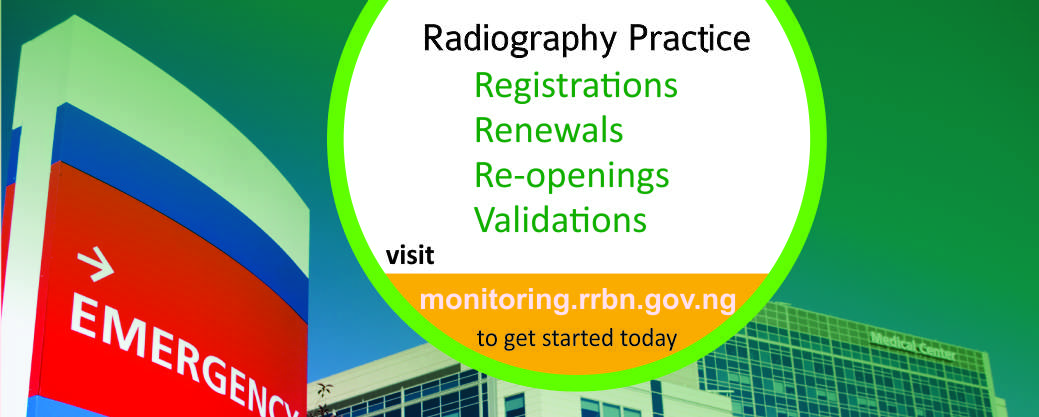 Radiography Practice
Registrations
Renewals
Re-openings
Validations
visit
monitoring.rrbn.gov.ng
to get started today
→
EMERGENCY
Medical Center